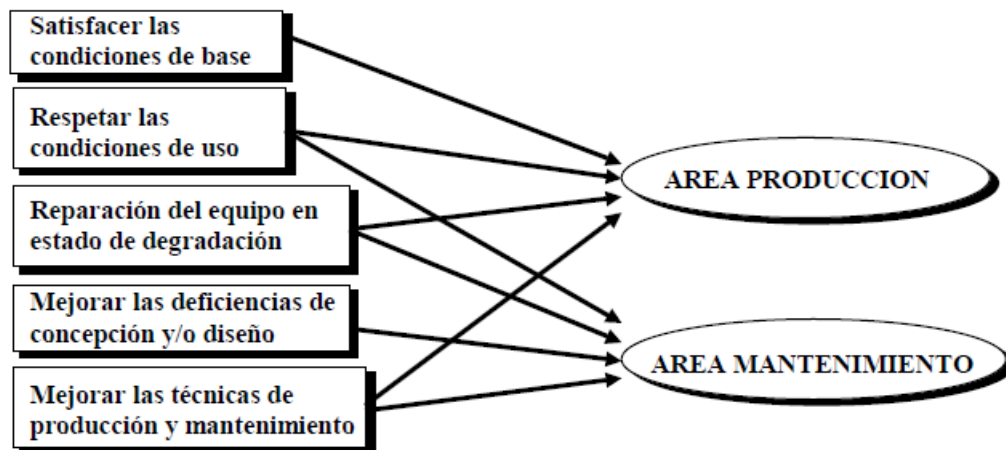 Satisfacer las
condiciones de base
Respetar las
condiciones de uso
Reparación del equipo en
estado de degradación
Mejorar las deficiencias de
concepción y/o diseño
Mejorar las técnicas de
producción y mantenimiento
AREA PRODUCCION
AREA MANTENIMIENTO